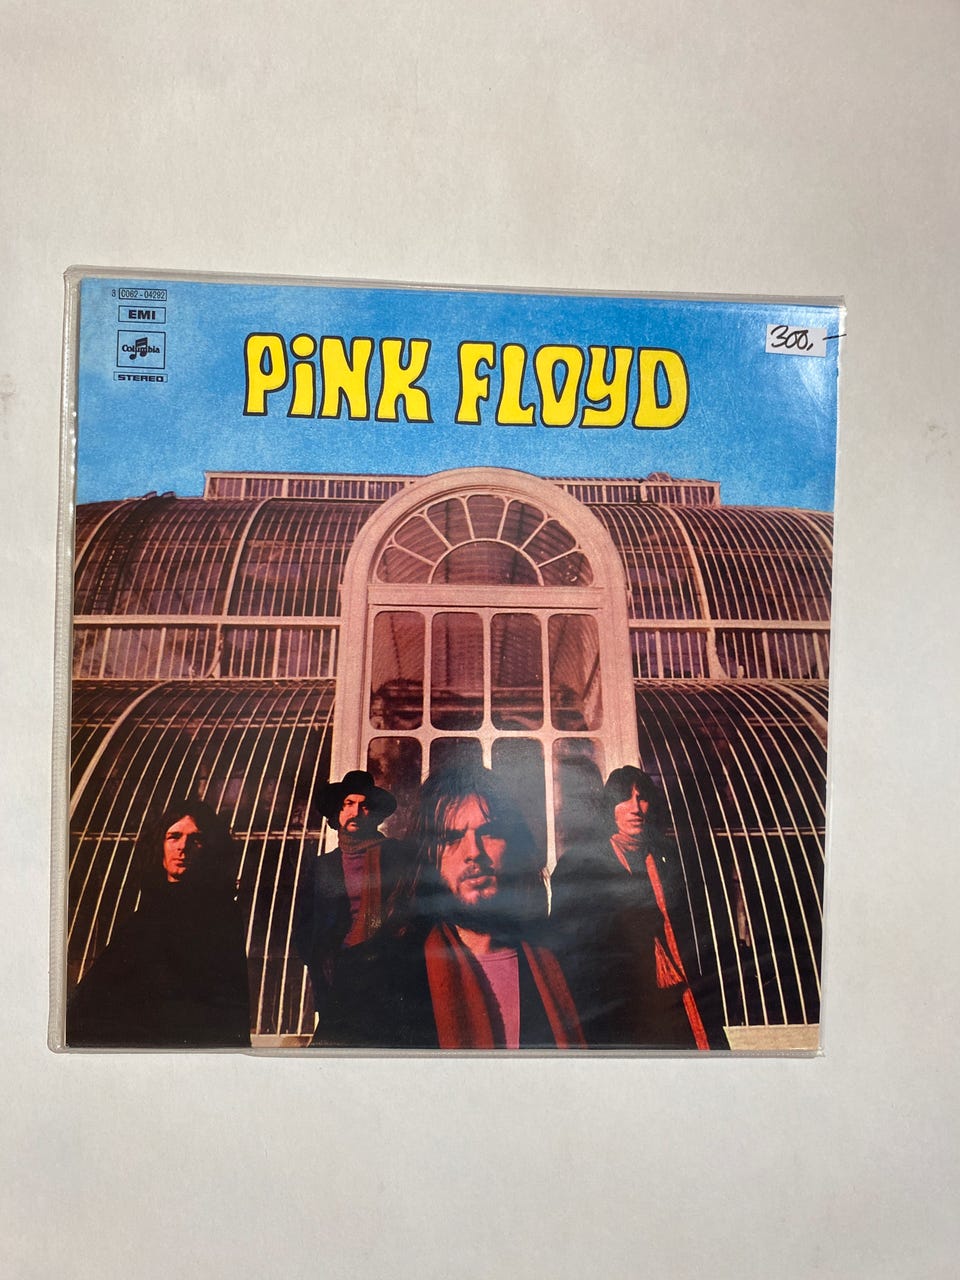 3 C062-04292
EMI
Columbia
STEREO
PINK FLOYD
300,-